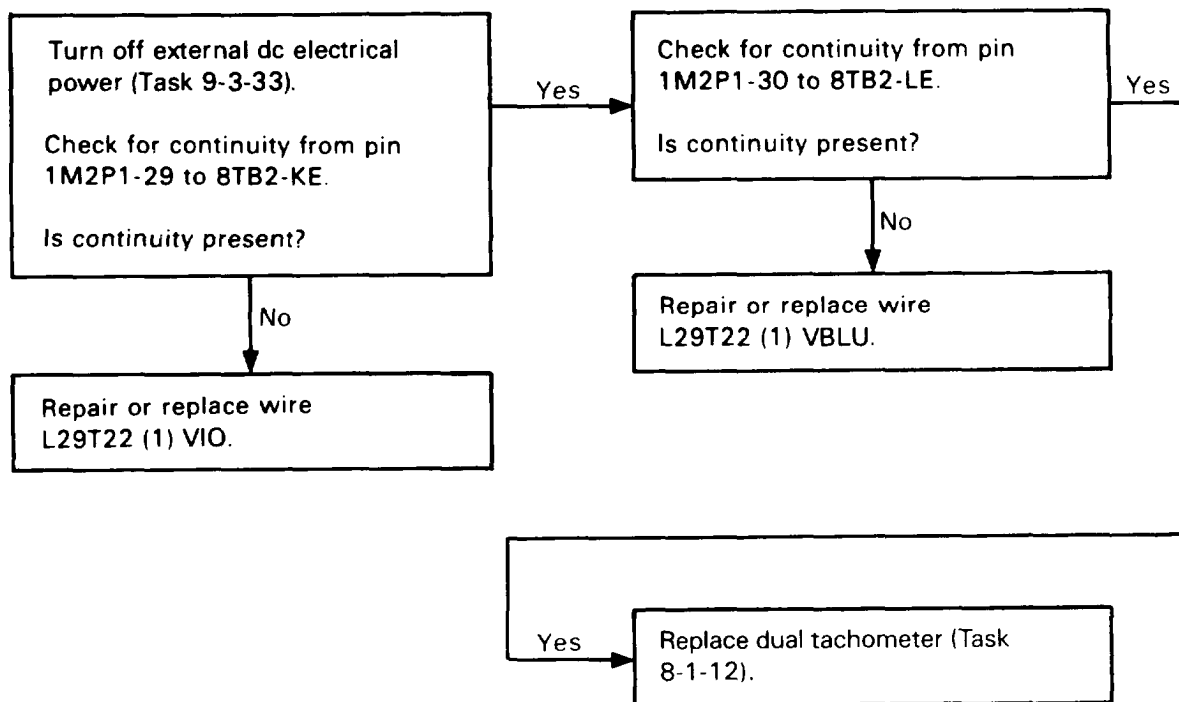 Turn off external dc electrical
power (Task 9-3-33).
Check for continuity from pin
1M2P1-29 to 8TB2-KE.
Is continuity present?
Yes
Check for continuity from pin
1M2P1-30 to 8TB2-LE.
Is continuity present?
Yes
No
Repair or replace wire
L29T22 (1) VIO.
No
Repair or replace wire
L29T22 (1) VBLU.
Yes
Replace dual tachometer (Task
8-1-12).